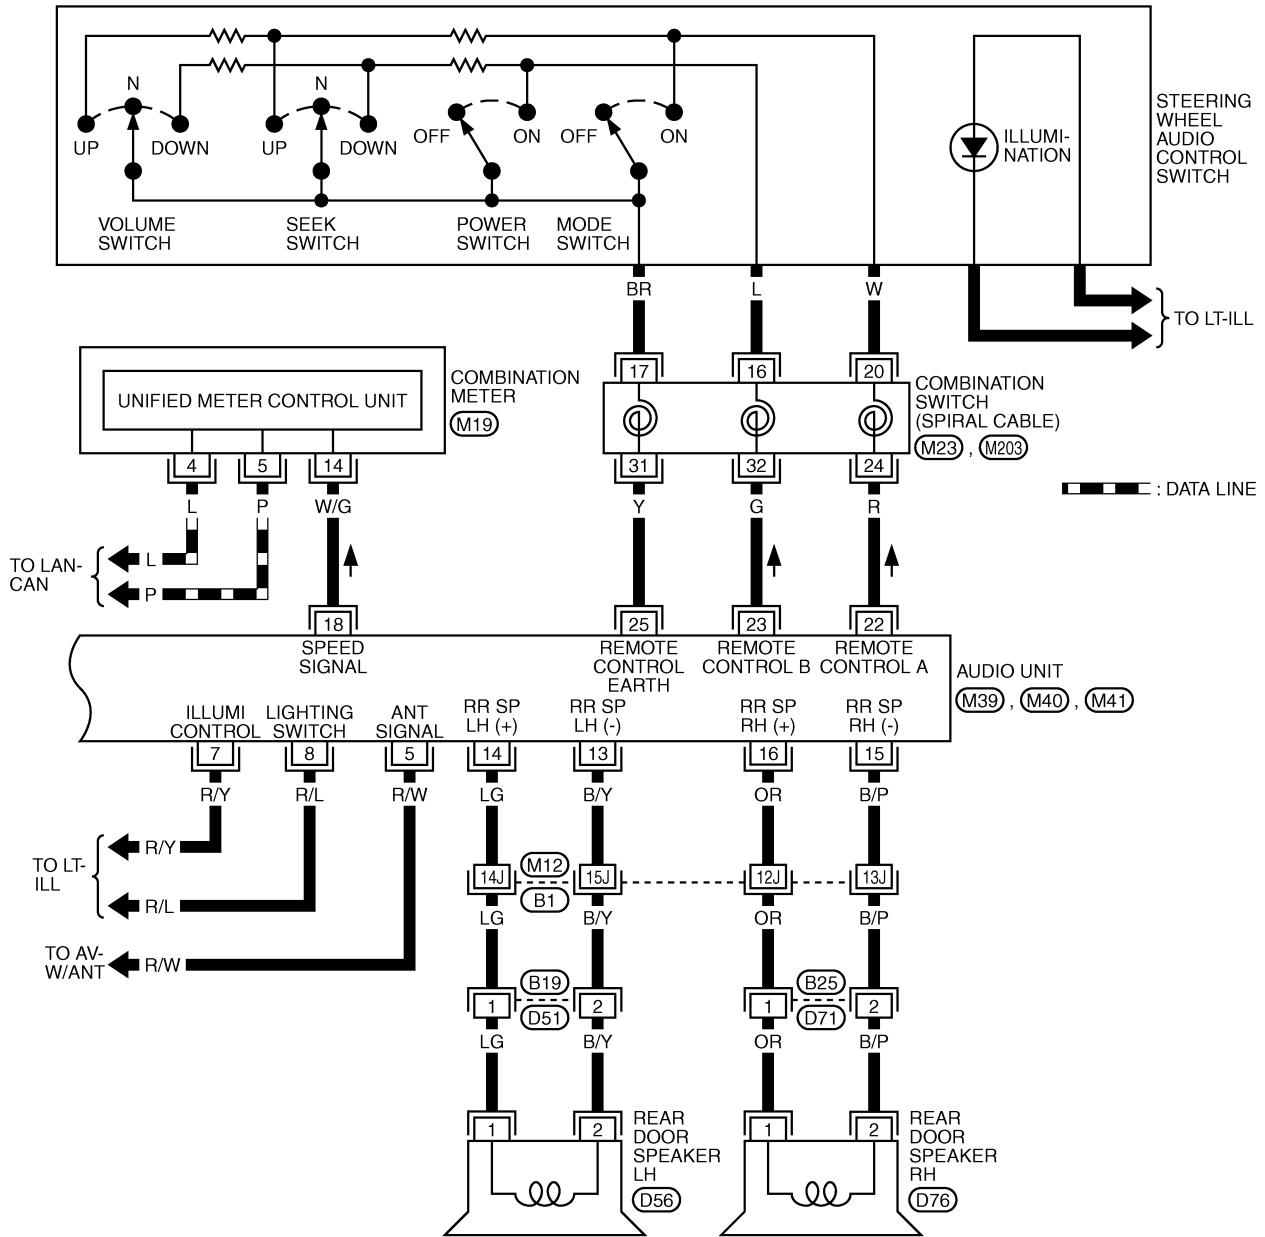 N
N
UP
DOWN
UP
DOWN
OFF
ON
OFF
ON
VOLUME
SWITCH
SEEK
SWITCH
POWER
SWITCH
MODE
SWITCH
ILLUMI-
NATION
STEERING
WHEEL
AUDIO
CONTROL
SWITCH
BR
L
W
TO LT-ILL
UNIFIED METER CONTROL UNIT
COMBINATION
METER
M19
4
5
14
L
P
W/G
TO LAN-
CAN
L
P
17
16
20
COMBINATION
SWITCH
(SPIRAL CABLE)
M23 , M203
31
32
24
Y
G
R
: DATA LINE
18
25
23
22
SPEED
SIGNAL
REMOTE
CONTROL
EARTH
REMOTE
CONTROL B
REMOTE
CONTROL A
AUDIO UNIT
M39 , M40 , M41
ILLUMI
CONTROL
LIGHTING
SWITCH
ANT
SIGNAL
RR SP
LH (+)
RR SP
LH (-)
RR SP
RH (+)
RR SP
RH (-)
7
8
5
14
13
16
15
R/Y
R/L
R/W
LG
B/Y
OR
B/P
TO LT-
ILL
R/Y
R/L
TO AV-
W/ANT
R/W
14J
M12
B1
15J
12J
13J
LG
B/Y
OR
B/P
1
B19
D51
2
1
B25
D71
2
LG
B/Y
OR
B/P
1
2
REAR
DOOR
SPEAKER
LH
D56
1
2
REAR
DOOR
SPEAKER
RH
D76